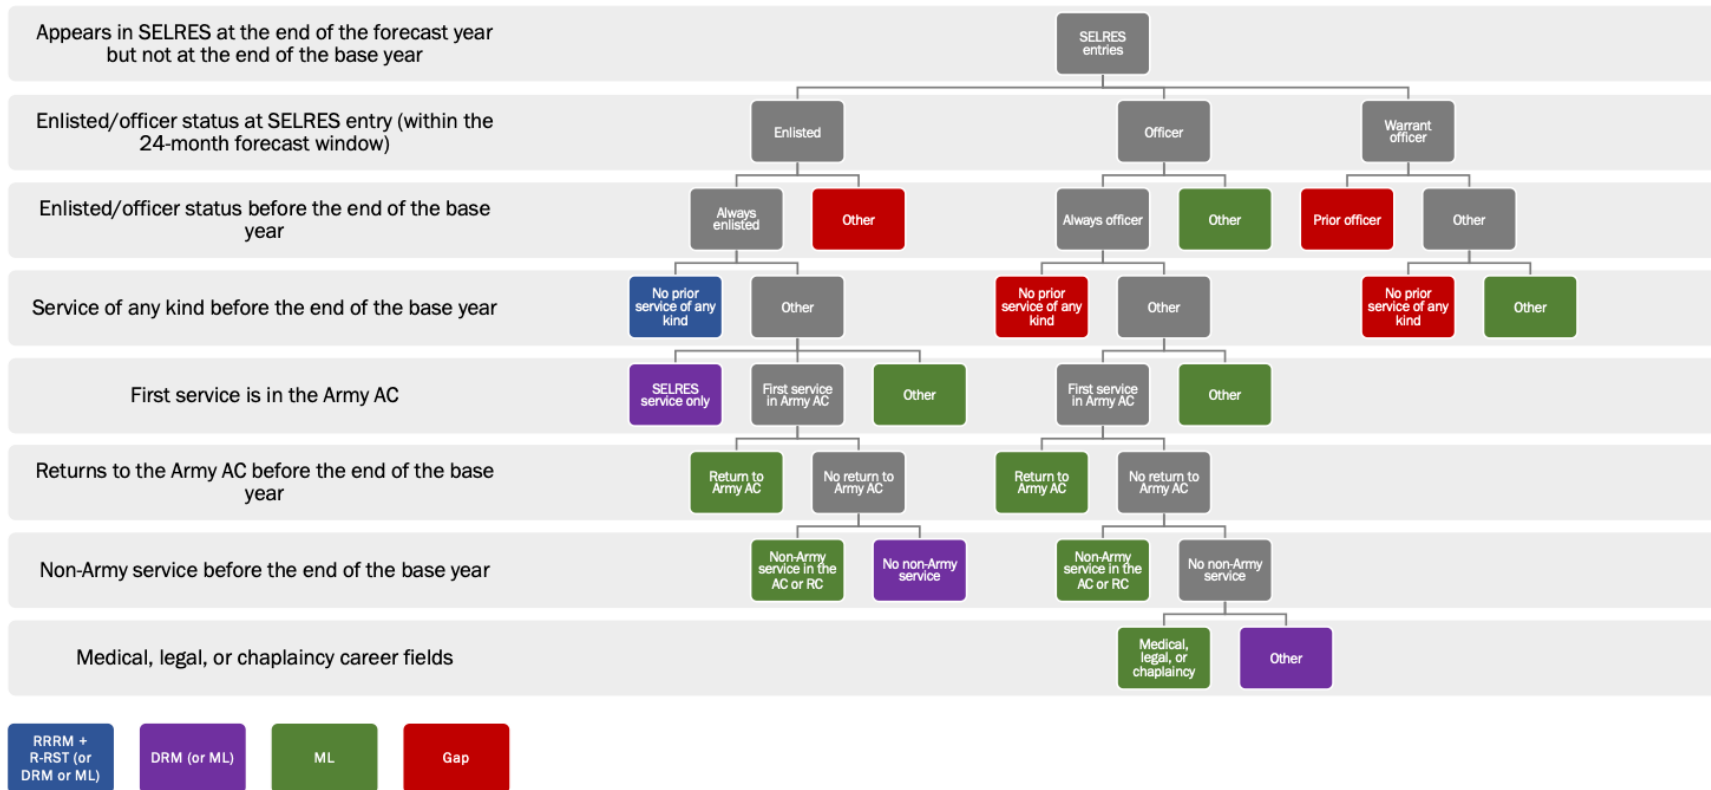 Appears in SELRES at the end of the forecast year
but not at the end of the base year
SELRES
entries
Enlisted/officer status at SELRES entry (within the
24-month forecast window)
Enlisted
Officer
Warrant
officer
Enlisted/officer status before the end of the base
year
Always
enlisted
Other
Always officer
Other
Prior officer
Other
Service of any kind before the end of the base year
No prior
service of any
kind
Other
No prior
service of any
kind
Other
No prior
service of any
kind
Other
First service is in the Army AC
SELRES
service only
First service
in Army AC
Other
First service
in Army AC
Other
Returns to the Army AC before the end of the base
year
Return to
Army AC
No return to
Army AC
Return to
Army AC
No return to
Army AC
Non-Army service before the end of the base year
Non-Army
service in the
AC or RC
No non-Army
service
Non-Army
service in the
AC or RC
No non-Army
service
Medical, legal, or chaplaincy career fields
Medical,
legal, or
chaplaincy
Other
RRRM +
R-RST (or
DRM or ML)
DRM (or ML)
ML
Gap